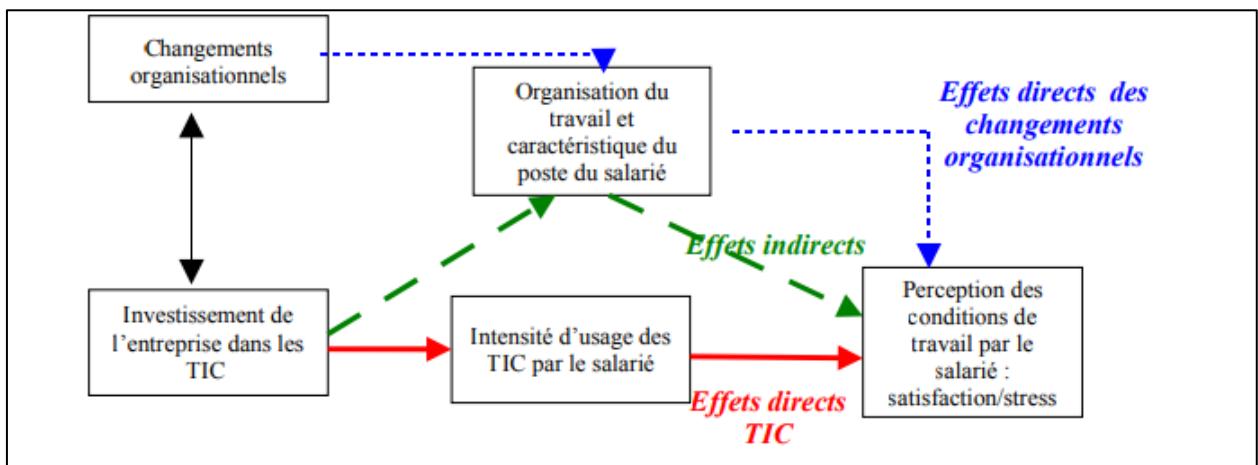 Changements
organisationnels
Organisation du
travail et
caractéristique du
poste du salarié
Effets directs des
changements
organisationnels
Effets indirects
Investissement de
l’entreprise dans les
TIC
Intensité d’usage des
TIC par le salarié
Perception des
conditions de
travail par le
salarié :
satisfaction/stress
Effets directs
TIC